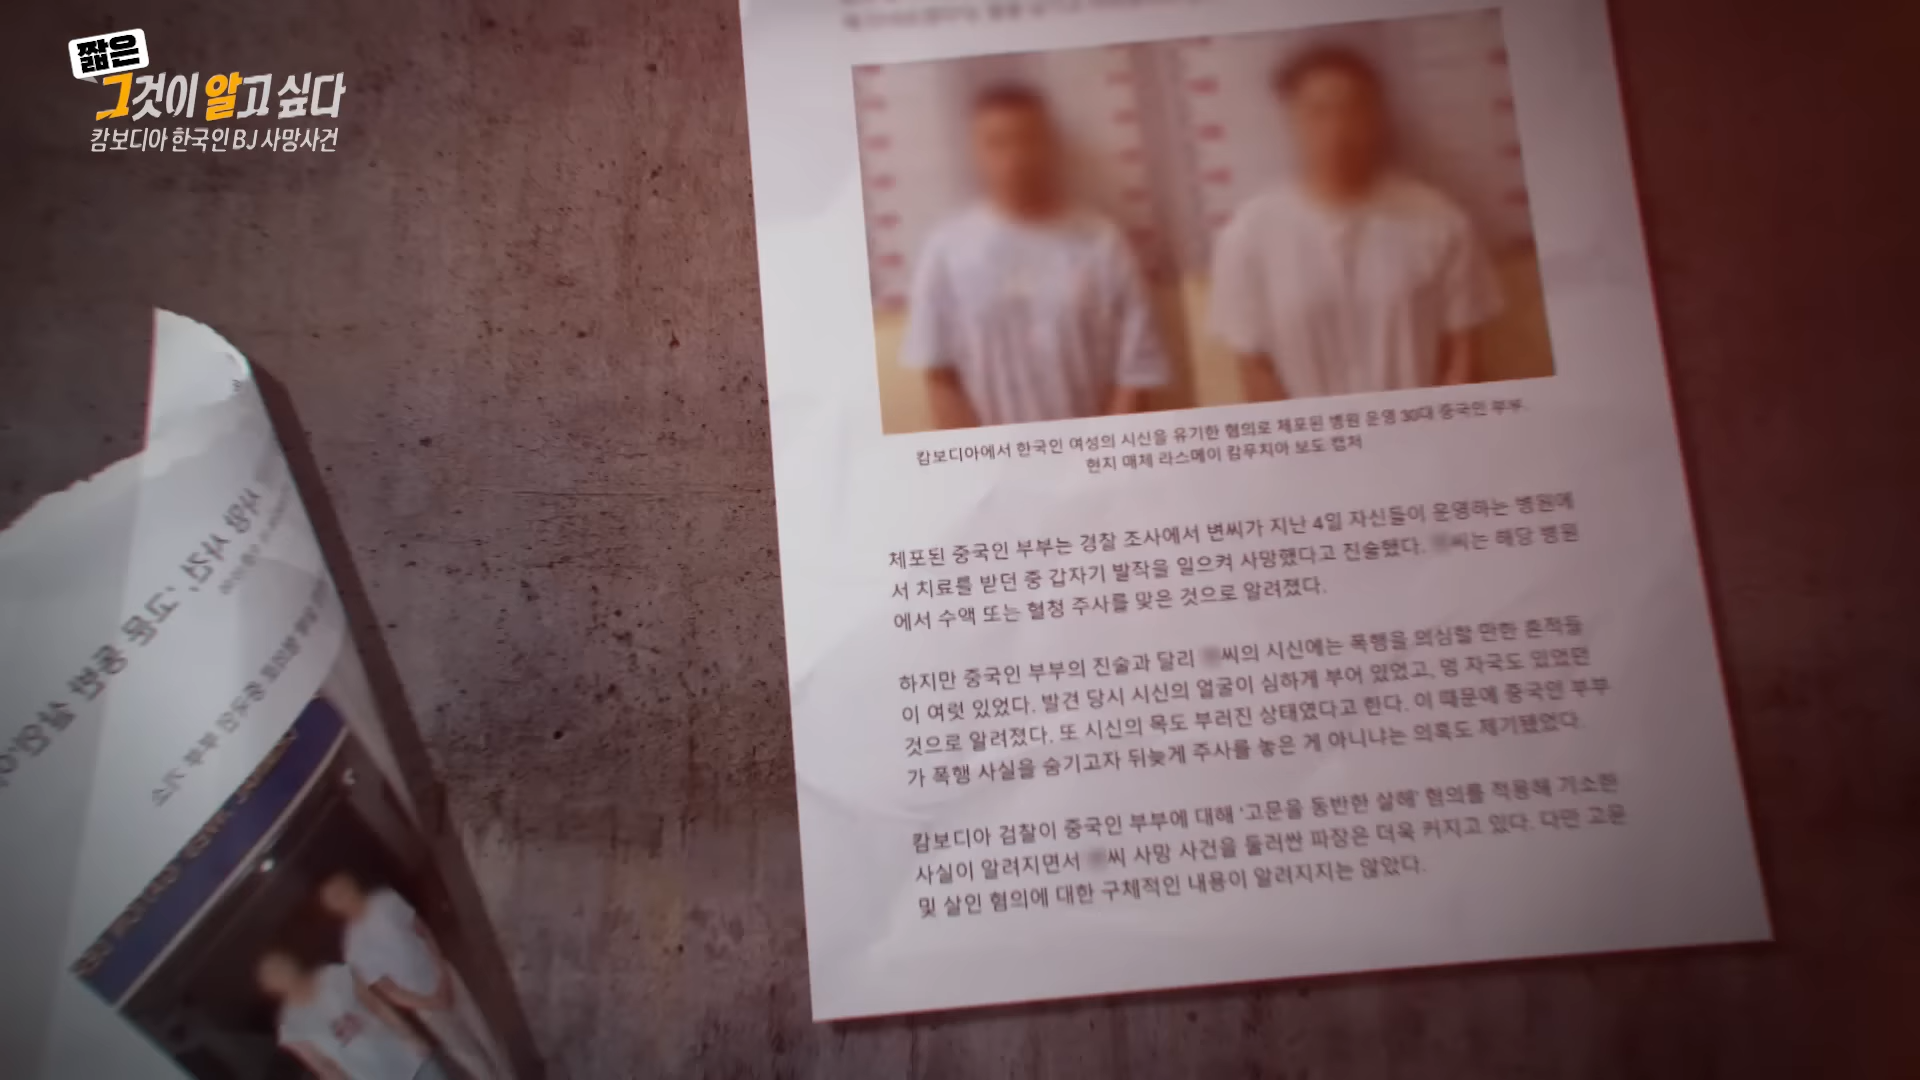 짧은
그것이 알고 싶다
캄보디아 한국인 BJ 사망사건
캄보디아에서 한국인 여성의 시신을 유기한 혐의로 체포된 병원 운영 30대 중국인 부부.
현지 매체 라스메이 캄푸치아 보도 캡처
체포된 중국인 부부는 경찰 조사에서 변씨가 지난 4일 자신들이 운영하는 병원에
서 치료를 받던 중 갑자기 발작을 일으켜 사망했다고 진술했다. 씨는 해당 병원
에서 수액 또는 혈청 주사를 맞은 것으로 알려졌다.
하지만 중국인 부부의 진술과 달리 씨의 시신에는 폭행을 의심할 만한 흔적들
이 여럿 있었다. 발견 당시 시신의 얼굴이 심하게 부어 있었고, 멍 자국도 있었던
것으로 알려졌다. 또 시신의 목도 부러진 상태였다고 한다. 이 때문에 중국인 부부
가 폭행 사실을 숨기고자 뒤늦게 주사를 놓은 게 아니냐는 의혹도 제기됐었다.
캄보디아 검찰이 중국인 부부에 대해 '고문을 동반한 살해' 혐의를 적용해 기소한
사실이 알려지면서 씨 사망 사건을 둘러싼 파장은 더욱 커지고 있다. 다만 고문
및 살인 혐의에 대한 구체적인 내용이 알려지지는 않았다.
사망 사건, '고문 동반 살인'